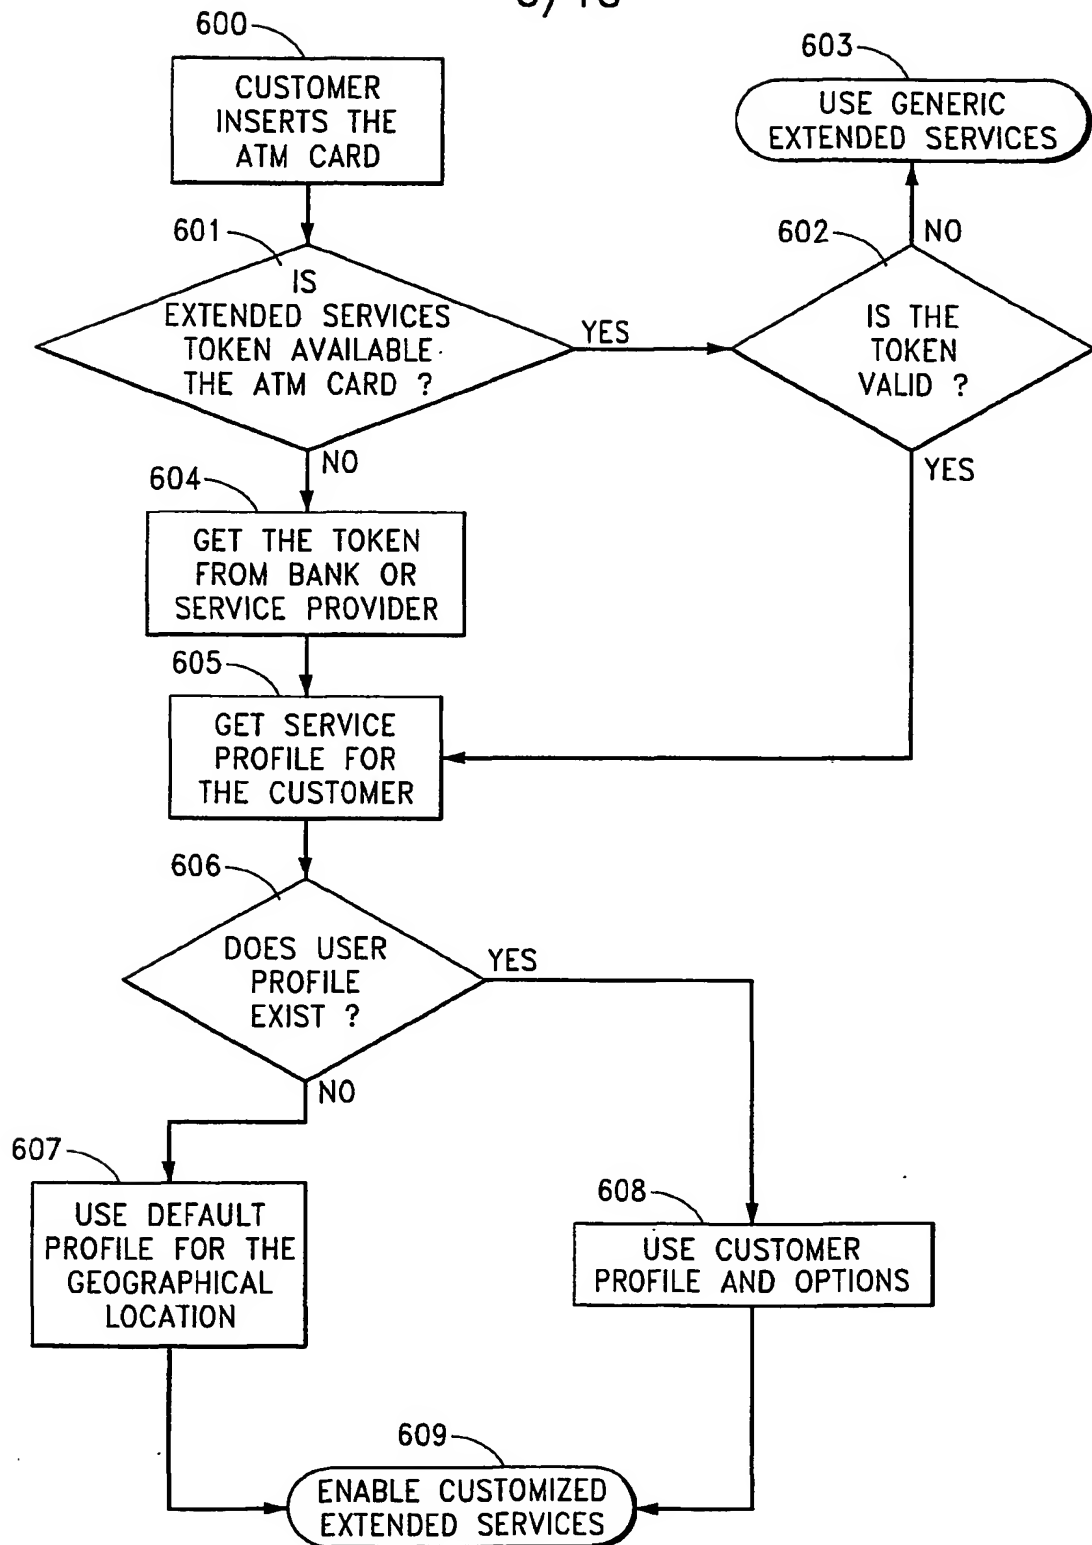 600
CUSTOMER
INSERTS THE
ATM CARD
603
USE GENERIC
EXTENDED SERVICES
601
IS
EXTENDED SERVICES
TOKEN AVAILABLE
THE ATM CARD ?
YES
602
NO
IS THE
TOKEN
VALID ?
YES
NO
604
GET THE TOKEN
FROM BANK OR
SERVICE PROVIDER
605
GET SERVICE
PROFILE FOR
THE CUSTOMER
606
DOES USER
PROFILE
EXIST ?
YES
NO
607
USE DEFAULT
PROFILE FOR THE
GEOGRAPHICAL
LOCATION
608
USE CUSTOMER
PROFILE AND OPTIONS
609
ENABLE CUSTOMIZED
EXTENDED SERVICES